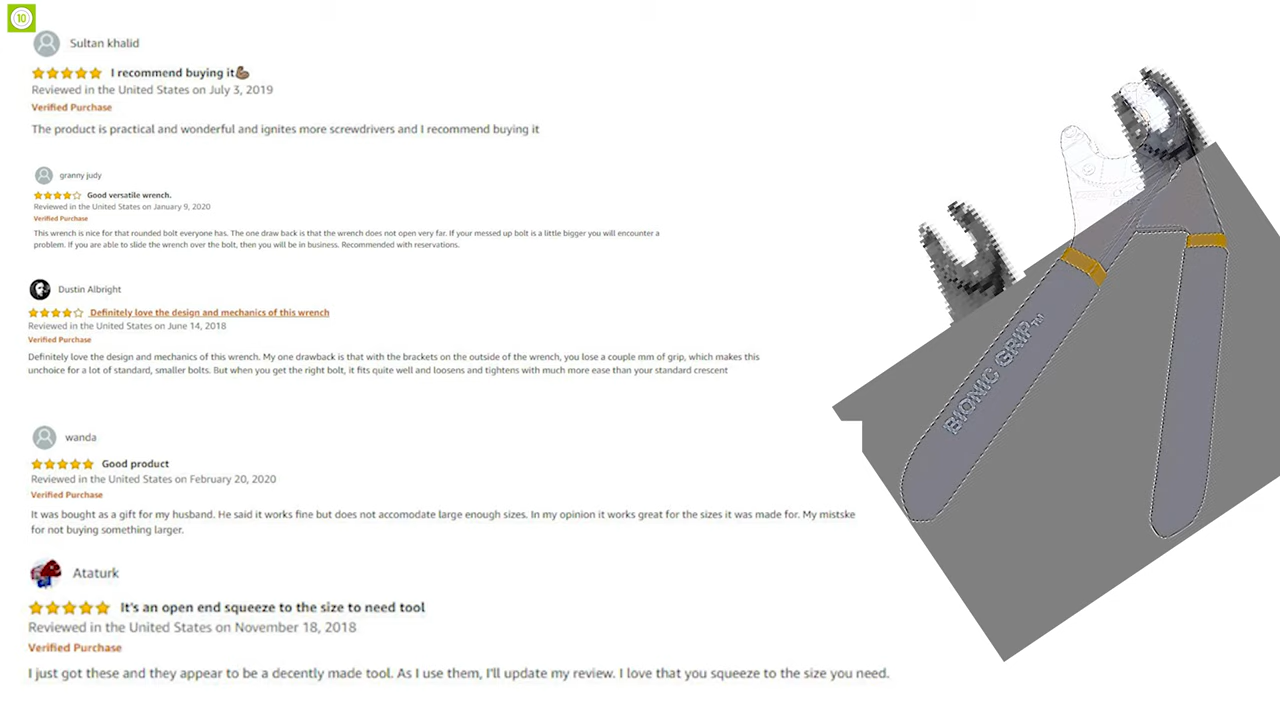 10
Sultan khalid
I recommend buying it💪🏽
Reviewed in the United States on July 3, 2019
Verified Purchase
The product is practical and wonderful and ignites more screwdrivers and I recommend buying it
granny judy
Good versatile wrench.
Reviewed in the United States on January 9, 2020
Verified Purchase
This wrench is nice for that rounded bolt everyone has. The one draw back is that the wrench does not open very far. If your messed up bolt is a little bigger you will encounter a
problem. If you are able to slide the wrench over the bolt, then you will be in business. Recommended with reservations.
Dustin Albright
Definitely love the design and mechanics of this wrench
Reviewed in the United States on June 14, 2018
Verified Purchase
Definitely love the design and mechanics of this wrench. My one drawback is that with the brackets on the outside of the wrench, you lose a couple mm of grip, which makes this
unchoice for a lot of standard, smaller bolts. But when you get the right bolt, it fits quite well and loosens and tightens with much more ease than your standard crescent
wanda
Good product
Reviewed in the United States on February 20, 2020
Verified Purchase
It was bought as a gift for my husband. He said it works fine but does not accomodate large enough sizes. In my opinion it works great for the sizes it was made for. My mistske
for not buying something larger.
Ataturk
It's an open end squeeze to the size to need tool
Reviewed in the United States on November 18, 2018
Verified Purchase
I just got these and they appear to be a decently made tool. As I use them, I'll update my review. I love that you squeeze to the size you need.
BIONIC GRIP™